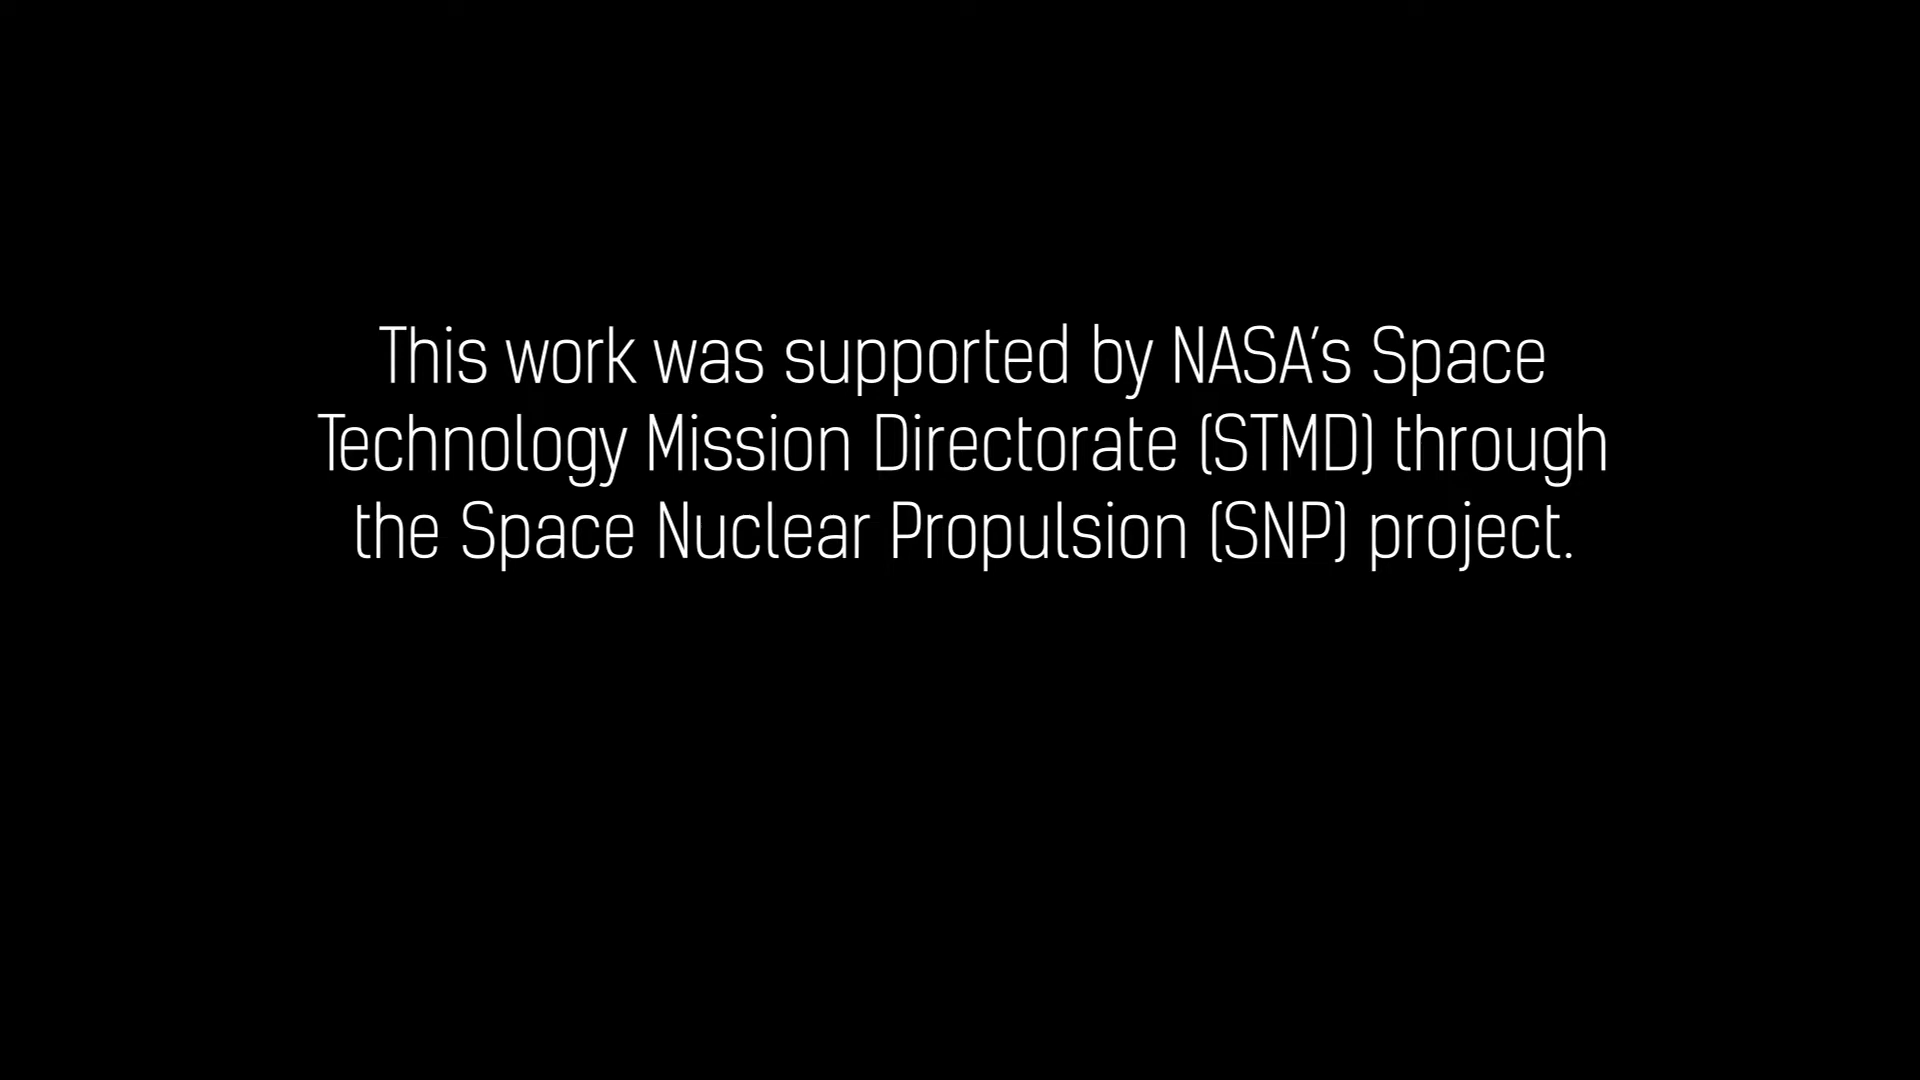 This work was supported by NASA’s Space
Technology Mission Directorate (STMD) through
the Space Nuclear Propulsion (SNP) project.